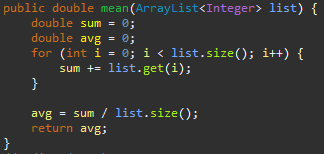 public double mean(ArrayList<Integer> list) {
    double sum = 0;
    double avg = 0;
    for (int i = 0; i < list.size(); i++) {
        sum += list.get(i);
    }

    avg = sum / list.size();
    return avg;
}